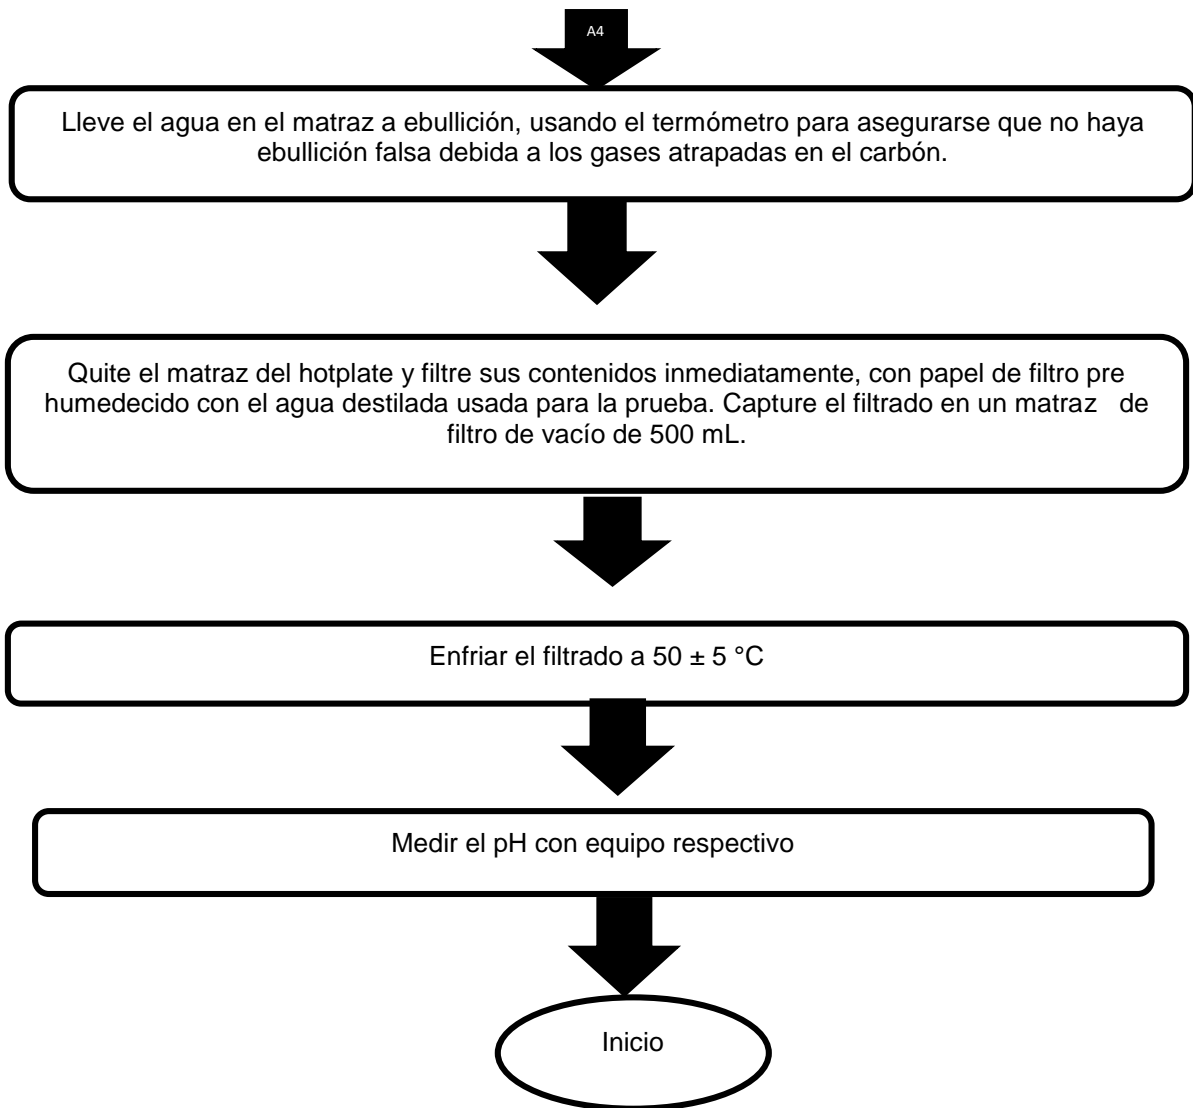 A4
Lleve el agua en el matraz a ebullición, usando el termómetro para asegurarse que no haya
ebullición falsa debida a los gases atrapadas en el carbón.
Quite el matraz del hotplate y filtre sus contenidos inmediatamente, con papel de filtro pre
humedecido con el agua destilada usada para la prueba. Capture el filtrado en un matraz de
filtro de vacío de 500 mL.
Enfriar el filtrado a 50 ± 5 °C
Medir el pH con equipo respectivo
Inicio